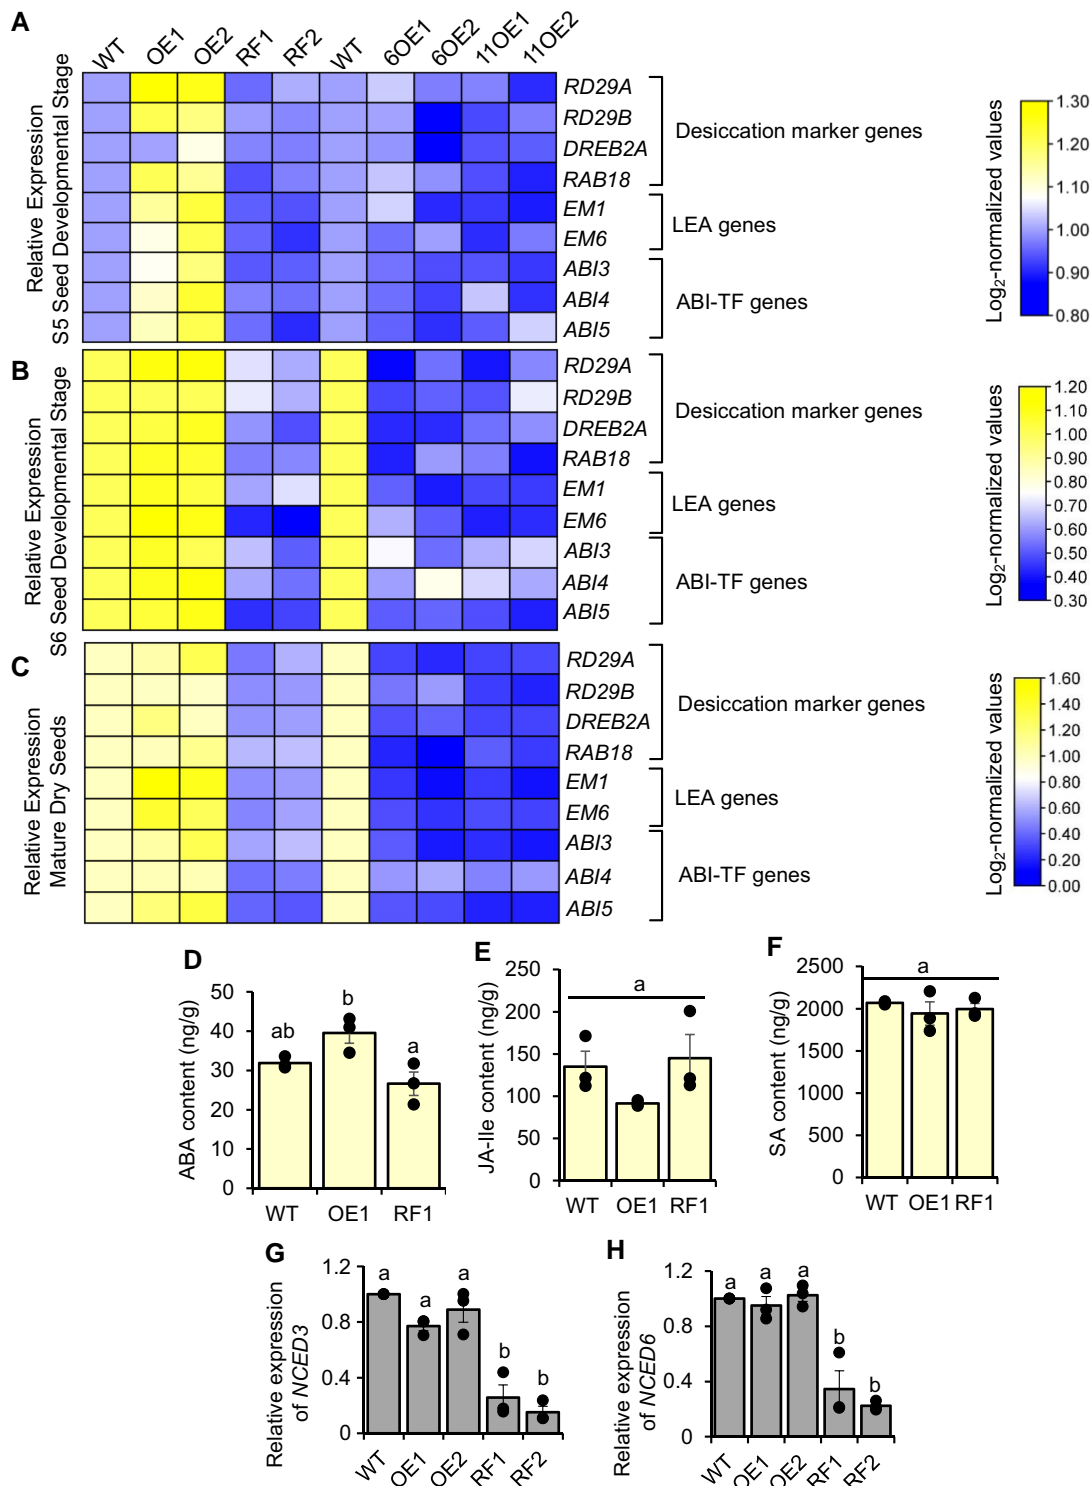 A
WT OE1 OE2 RF1 RF2 WT 6OE1 6OE2 11OE1 11OE2
Relative Expression
S5 Seed Developmental Stage
RD29A
RD29B
DREB2A
RAB18
EM1
EM6
ABI3
ABI4
ABI5
Desiccation marker genes
LEA genes
ABI-TF genes
Log2-normalized values
1.30
1.20
1.10
1.00
0.90
0.80
B
Relative Expression
S6 Seed Developmental Stage
RD29A
RD29B
DREB2A
RAB18
EM1
EM6
ABI3
ABI4
ABI5
Desiccation marker genes
LEA genes
ABI-TF genes
Log2-normalized values
1.20
1.10
1.00
0.90
0.80
0.70
0.60
0.50
0.40
0.30
C
Relative Expression
Mature Dry Seeds
RD29A
RD29B
DREB2A
RAB18
EM1
EM6
ABI3
ABI4
ABI5
Desiccation marker genes
LEA genes
ABI-TF genes
Log2-normalized values
1.60
1.40
1.20
1.00
0.80
0.60
0.40
0.20
0.00
D
ABA content (ng/g)
50
40
30
20
10
0
ab b a
WT OE1 RF1
E
JA-Ile content (ng/g)
250
200
150
100
50
0
a
WT OE1 RF1
F
SA content (ng/g)
2500
2000
1500
1000
500
0
a
WT OE1 RF1
G
Relative expression
of NCED3
1.2
0.8
0.4
0
a a a b b
WT OE1 OE2 RF1 RF2
H
Relative expression
of NCED6
1.2
0.8
0.4
0
a a a b b
WT OE1 OE2 RF1 RF2